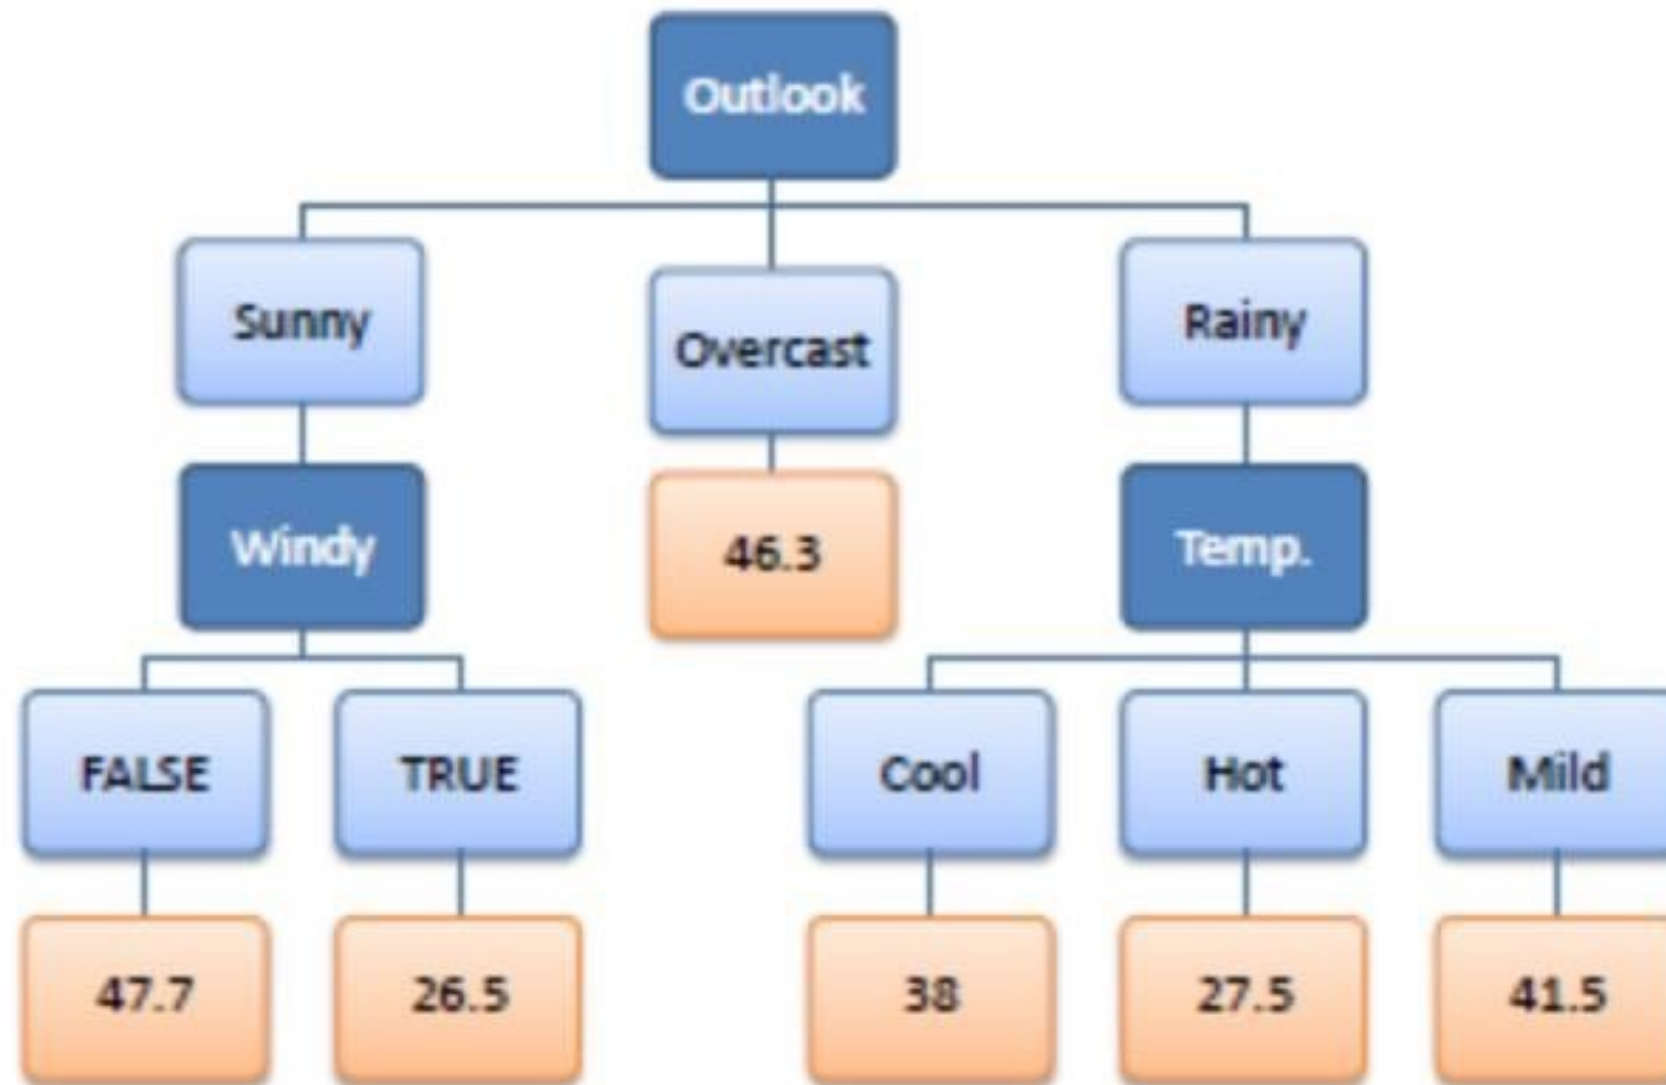 Outlook
Sunny
Overcast
Rainy
Windy
46.3
Temp.
FALSE
TRUE
Cool
Hot
Mild
47.7
26.5
38
27.5
41.5